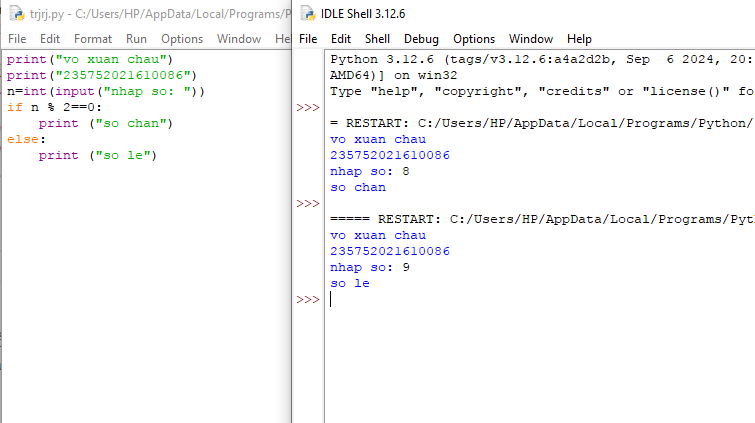 trjrj.py - C:/Users/HP/AppData/Local/Programs/P
File Edit Format Run Options Window He
print("vo xuan chau")
print("235752021610086")
n=int(input("nhap so: "))
if n % 2==0:
    print ("so chan")
else:
    print ("so le")
IDLE Shell 3.12.6
File Edit Shell Debug Options Window Help
Python 3.12.6 (tags/v3.12.6:a4a2d2b, Sep  6 2024, 20:
AMD64)] on win32
Type "help", "copyright", "credits" or "license()" fo
>>>
= RESTART: C:/Users/HP/AppData/Local/Programs/Python/
vo xuan chau
235752021610086
nhap so: 8
so chan
>>>
===== RESTART: C:/Users/HP/AppData/Local/Programs/Pyt
vo xuan chau
235752021610086
nhap so: 9
so le
>>>